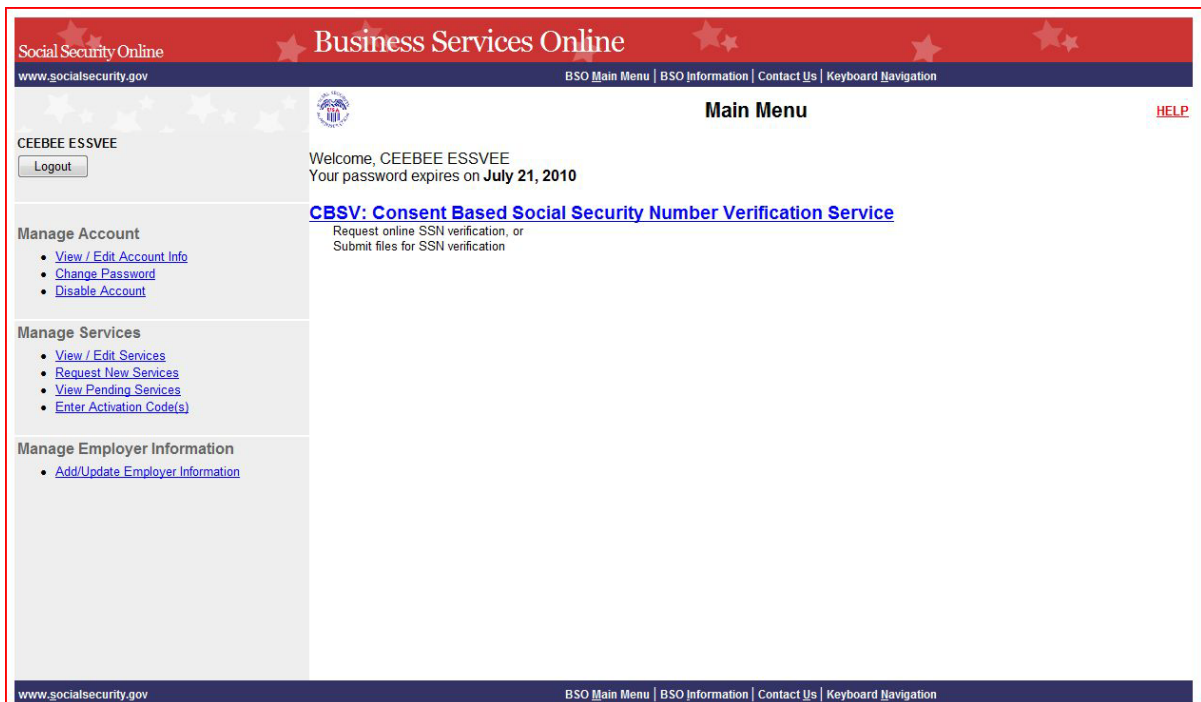 Social Security Online
Business Services Online
www.socialsecurity.gov
BSO Main Menu | BSO Information | Contact Us | Keyboard Navigation
Main Menu
HELP
CEEBEE ESSVEE
Logout
Welcome, CEEBEE ESSVEE
Your password expires on July 21, 2010
CBSV: Consent Based Social Security Number Verification Service
Request online SSN verification, or
Submit files for SSN verification
Manage Account
View / Edit Account Info
Change Password
Disable Account
Manage Services
View / Edit Services
Request New Services
View Pending Services
Enter Activation Code(s)
Manage Employer Information
Add/Update Employer Information
www.socialsecurity.gov
BSO Main Menu | BSO Information | Contact Us | Keyboard Navigation